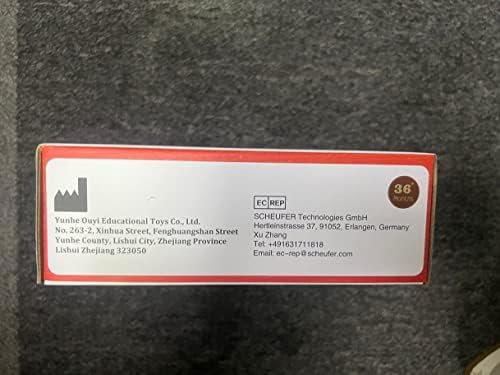 Yunhe Ouyi Educational Toys Co., Ltd.
No. 263-2, Xinhua Street, Fenghuangshan Street
Yunhe County, Lishui City, Zhejiang Province
Lishui Zhejiang 323050
EC REP
SCHEUFER Technologies GmbH
Hertleinstrasse 37, 91052, Erlangen, Germany
Xu Zhang
Tel: +491631711818
Email: ec-rep@scheufer.com
36+
Months